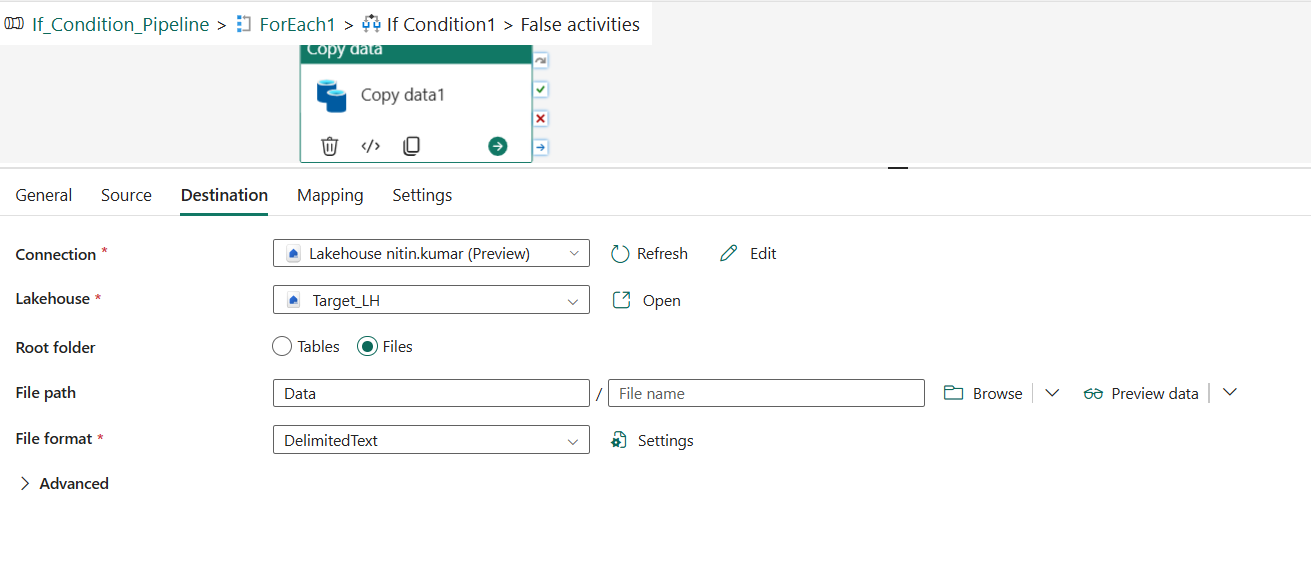 If_Condition_Pipeline > ForEach1 > If Condition1 > False activities
Copy data
Copy data1
General Source Destination Mapping Settings
Connection * Lakehouse nitin.kumar (Preview) Refresh Edit
Lakehouse * Target_LH Open
Root folder Tables Files
File path Data / File name Browse Preview data
File format * DelimitedText Settings
Advanced